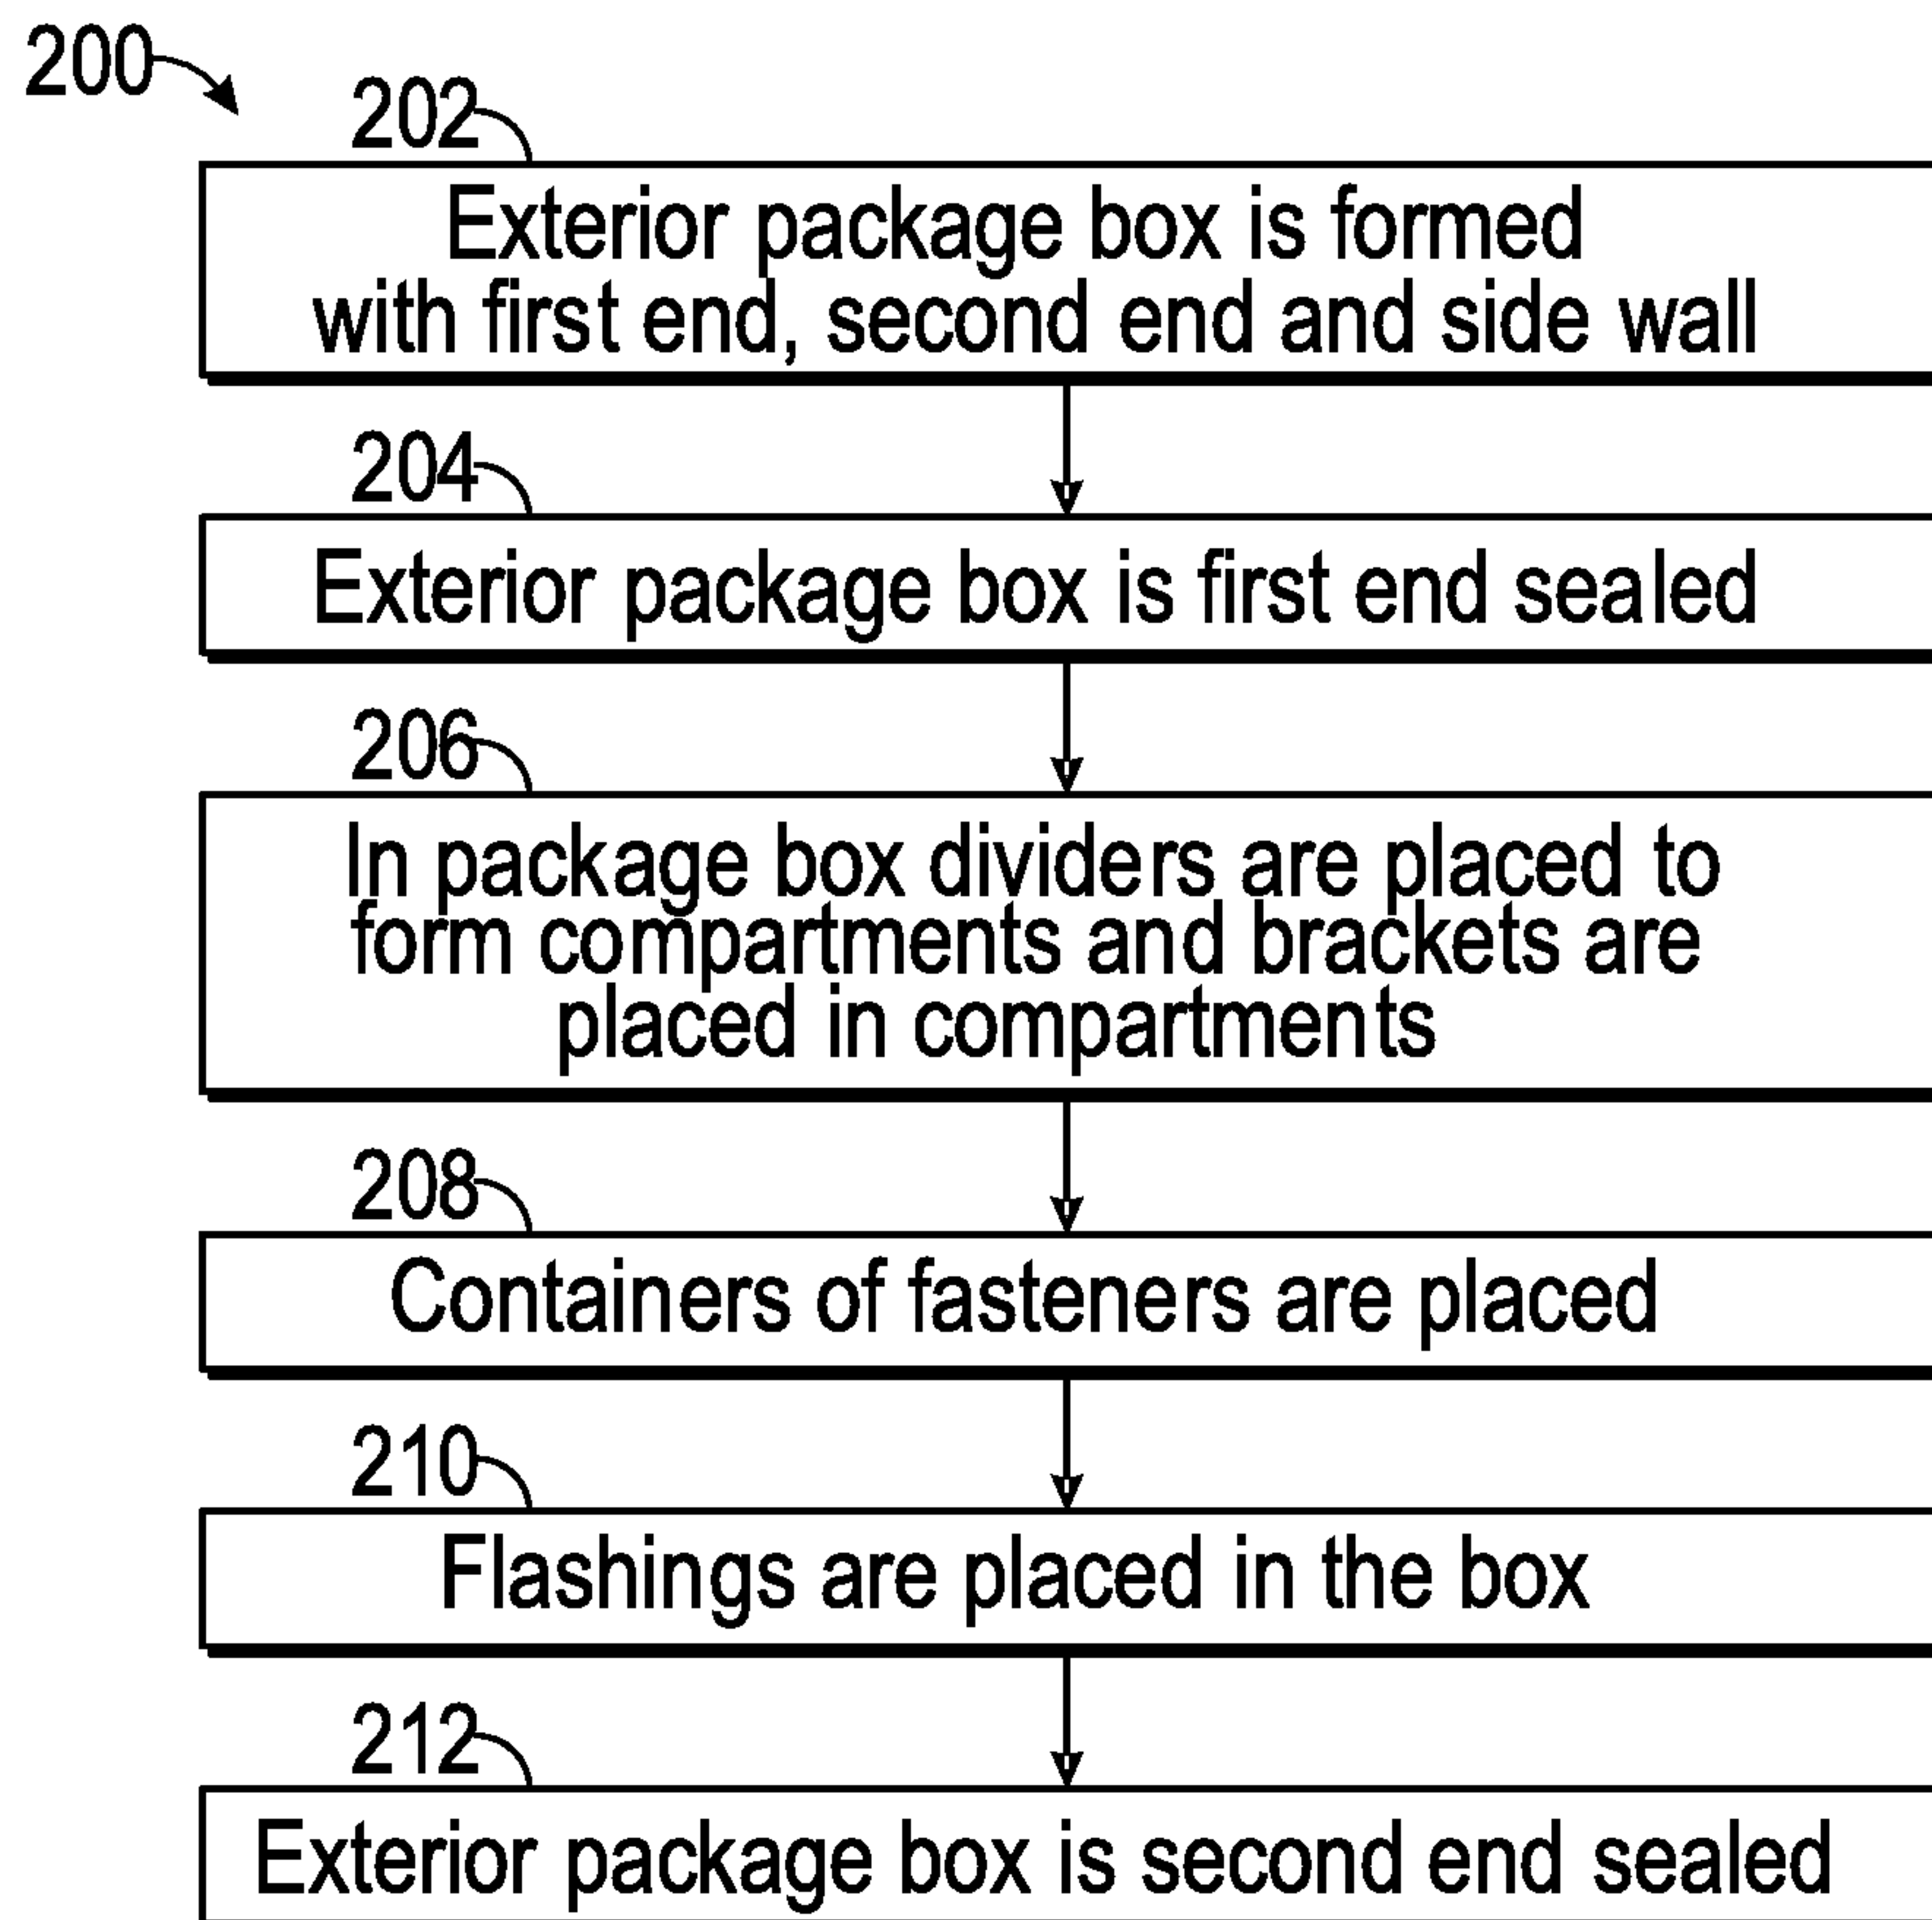 200
202
Exterior package box is formed
with first end, second end and side wall
204
Exterior package box is first end sealed
206
In package box dividers are placed to
form compartments and brackets are
placed in compartments
208
Containers of fasteners are placed
210
Flashings are placed in the box
212
Exterior package box is second end sealed